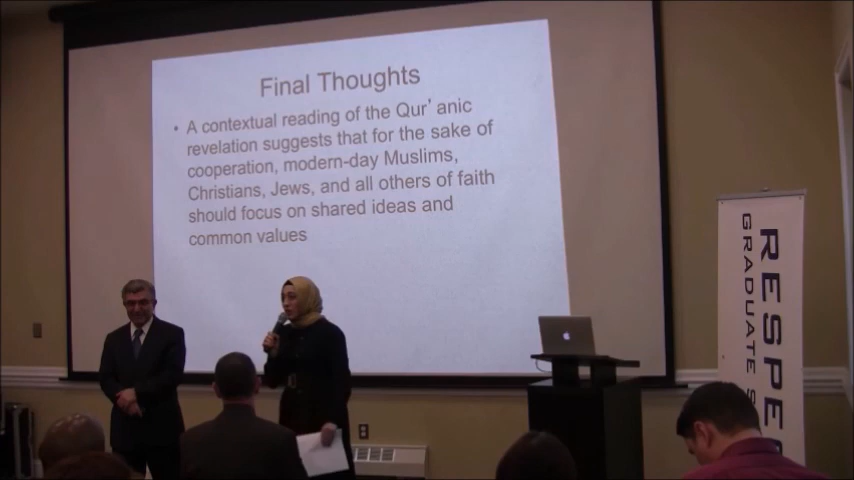 Final Thoughts
• A contextual reading of the Qur'anic
revelation suggests that for the sake of
cooperation, modern-day Muslims,
Christians, Jews, and all others of faith
should focus on shared ideas and
common values
RESPE
GRADUATE S